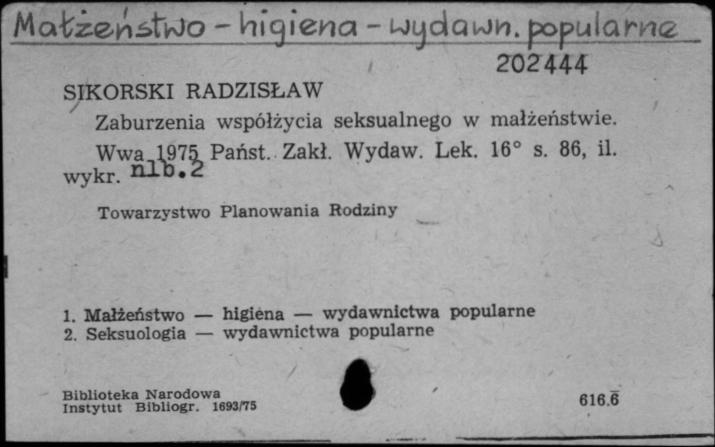 Małżeństwo – higiena – wydawn. popularne
202444
SIKORSKI RADZISŁAW
Zaburzenia współżycia seksualnego w małżeństwie.
Wwa 1975 Państ. Zakł. Wydaw. Lek. 16° s. 86, il.
wykr. nlb.2
Towarzystwo Planowania Rodziny
1. Małżeństwo — higiena — wydawnictwa popularne
2. Seksuologia — wydawnictwa popularne
Biblioteka Narodowa
Instytut Bibliogr. 1693/75
616.6